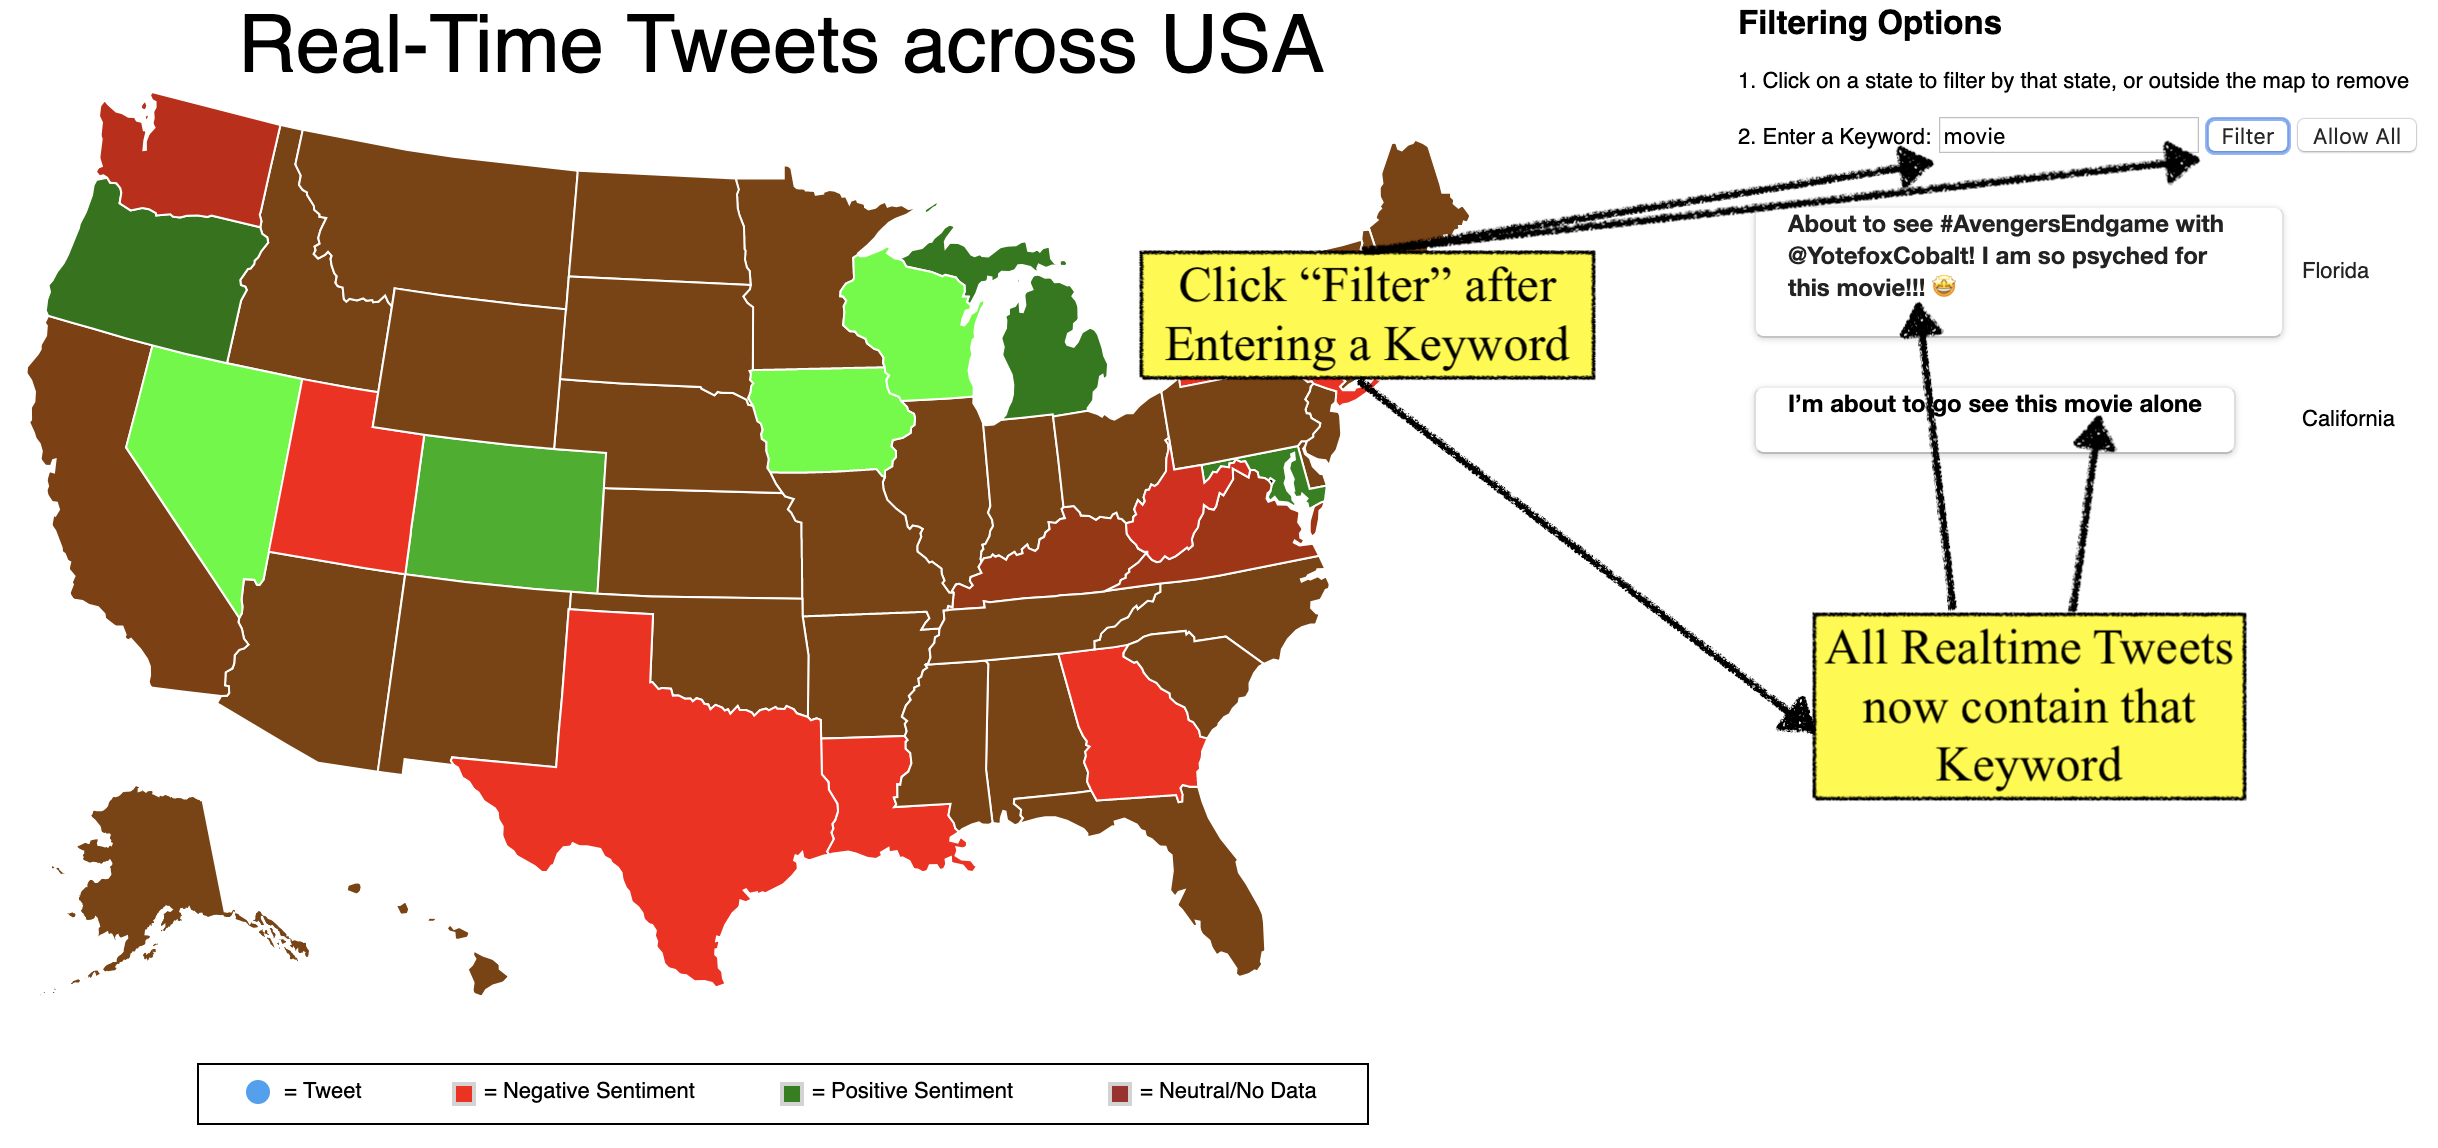 Real-Time Tweets across USA
Filtering Options
1. Click on a state to filter by that state, or outside the map to remove
2. Enter a Keyword: movie Filter Allow All
About to see #AvengersEndgame with
@YotefoxCobalt! I am so psyched for
this movie!!! 🤩
Florida
I’m about to go see this movie alone
California
Click “Filter” after
Entering a Keyword
All Realtime Tweets
now contain that
Keyword
= Tweet = Negative Sentiment = Positive Sentiment = Neutral/No Data